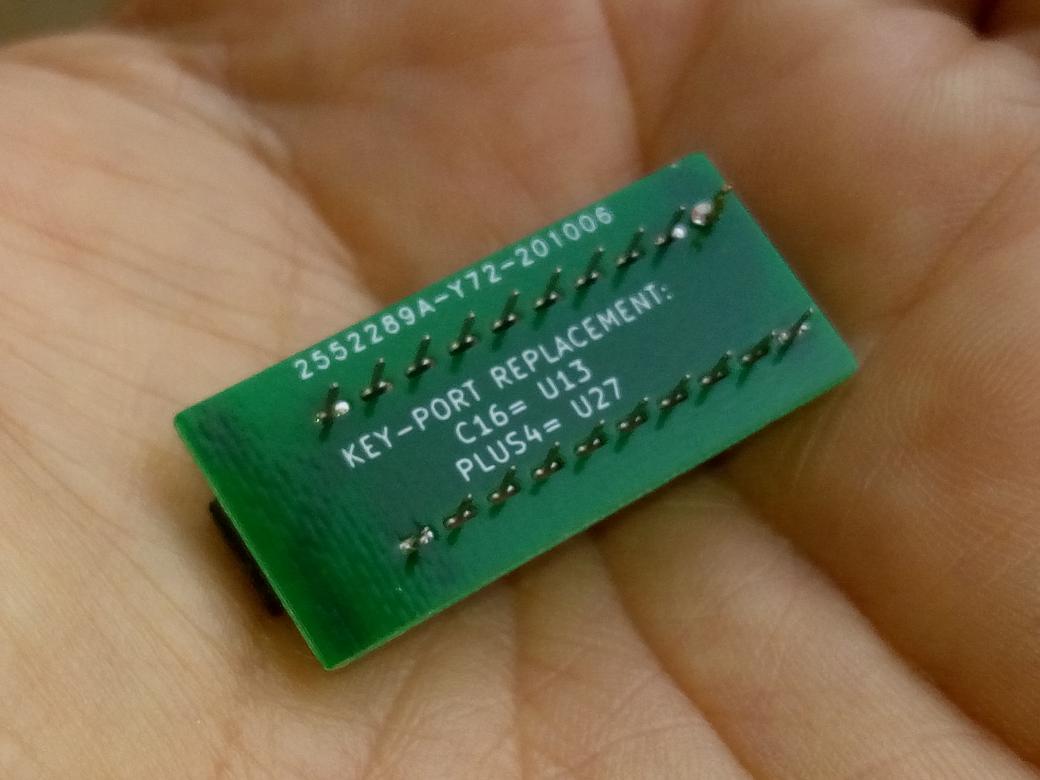 2552289A-Y72-201006
KEY-PORT REPLACEMENT:
C16= U13
PLUS4= U27